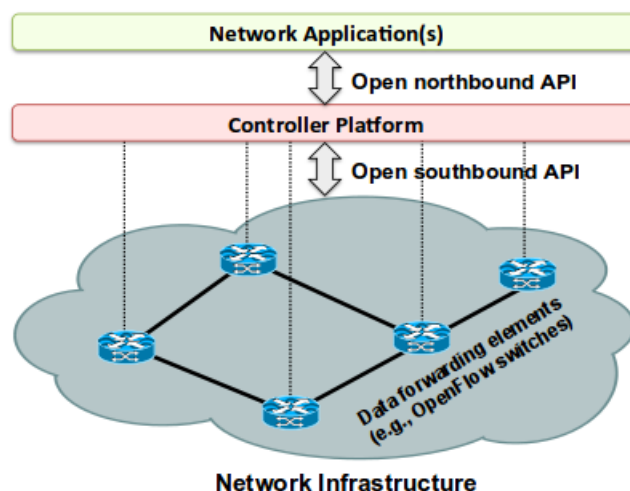 Network Application(s)
Open northbound API
Controller Platform
Open southbound API
Data forwarding elements
(e.g., OpenFlow switches)
Network Infrastructure